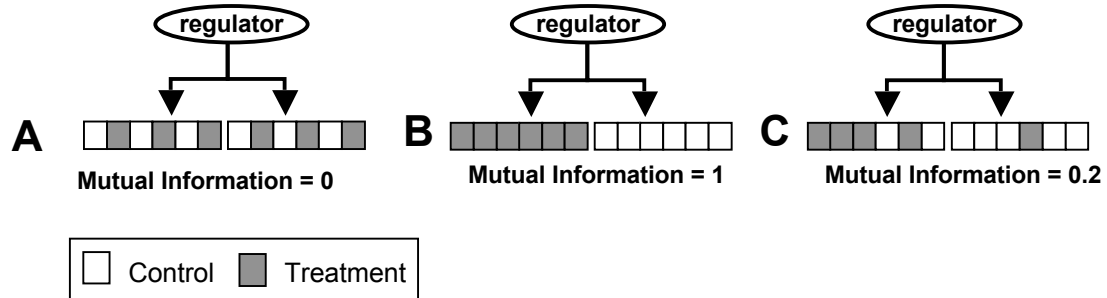 regulator
regulator
regulator
A
B
C
Mutual Information = 0
Mutual Information = 1
Mutual Information = 0.2
Control
Treatment